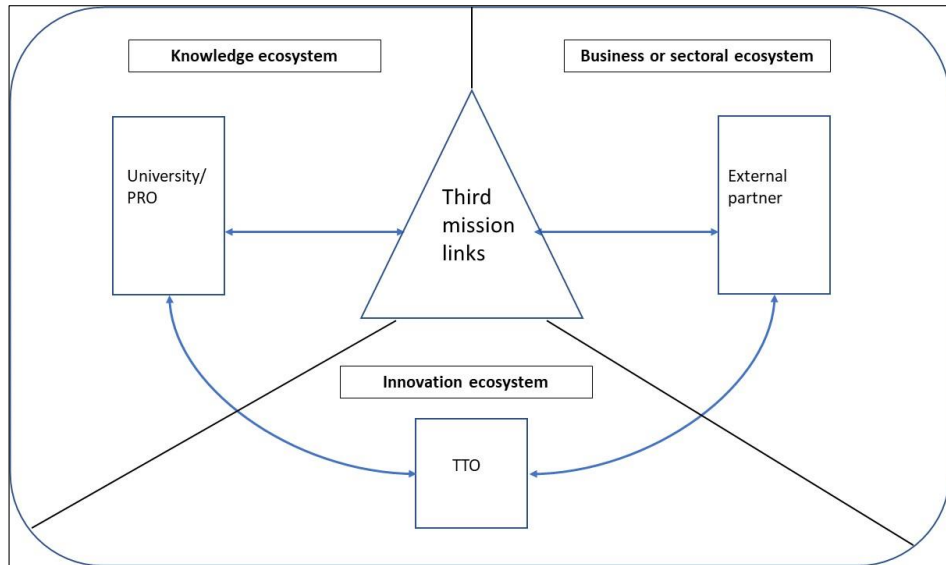 Knowledge ecosystem
Business or sectoral ecosystem
University/
PRO
Third
mission
links
External
partner
Innovation ecosystem
TTO